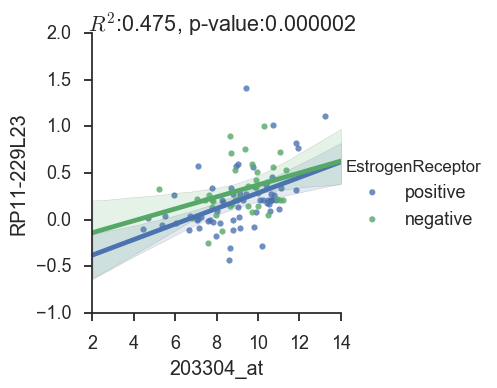 R²:0.475, p-value:0.000002
2.0
1.5
1.0
0.5
0.0
−0.5
−1.0
RP11-229L23
2 4 6 8 10 12 14
203304_at
EstrogenReceptor
positive
negative